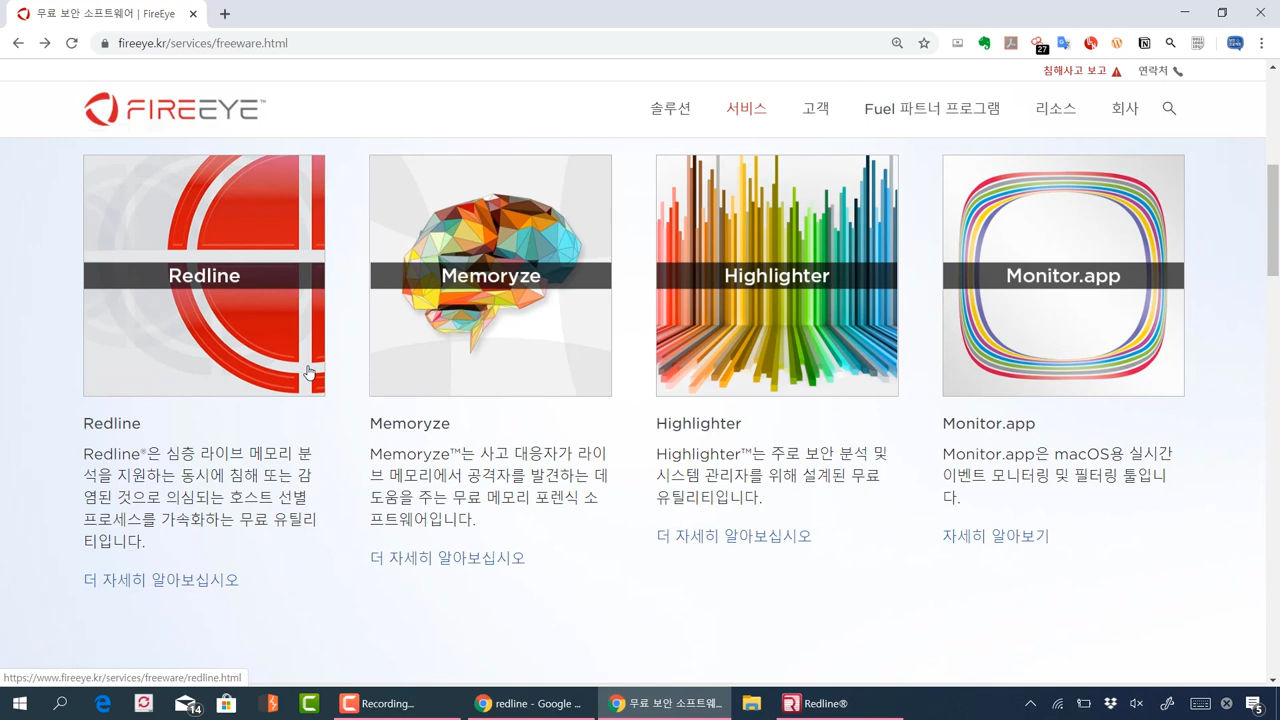 무료 보안 소프트웨어 | FireEye
fireeye.kr/services/freeware.html
27
침해사고 보고
연락처
FIREEYE™
솔루션
서비스
고객
Fuel 파트너 프로그램
리소스
회사
Redline
Memoryze
Highlighter
Monitor.app
Redline
Redline®은 심층 라이브 메모리 분
석을 지원하는 동시에 침해 또는 감
염된 것으로 의심되는 호스트 선별
프로세스를 가속화하는 무료 유틸리
티입니다.
더 자세히 알아보십시오
Memoryze
Memoryze™는 사고 대응자가 라이
브 메모리에서 공격자를 발견하는 데
도움을 주는 무료 메모리 포렌식 소
프트웨어입니다.
더 자세히 알아보십시오
Highlighter
Highlighter™는 주로 보안 분석 및
시스템 관리자를 위해 설계된 무료
유틸리티입니다.
더 자세히 알아보십시오
Monitor.app
Monitor.app은 macOS용 실시간
이벤트 모니터링 및 필터링 툴입니
다.
자세히 알아보기
https://www.fireeye.kr/services/freeware/redline.html
14
Recording...
redline - Google ...
무료 보안 소프트웨...
Redline®
5